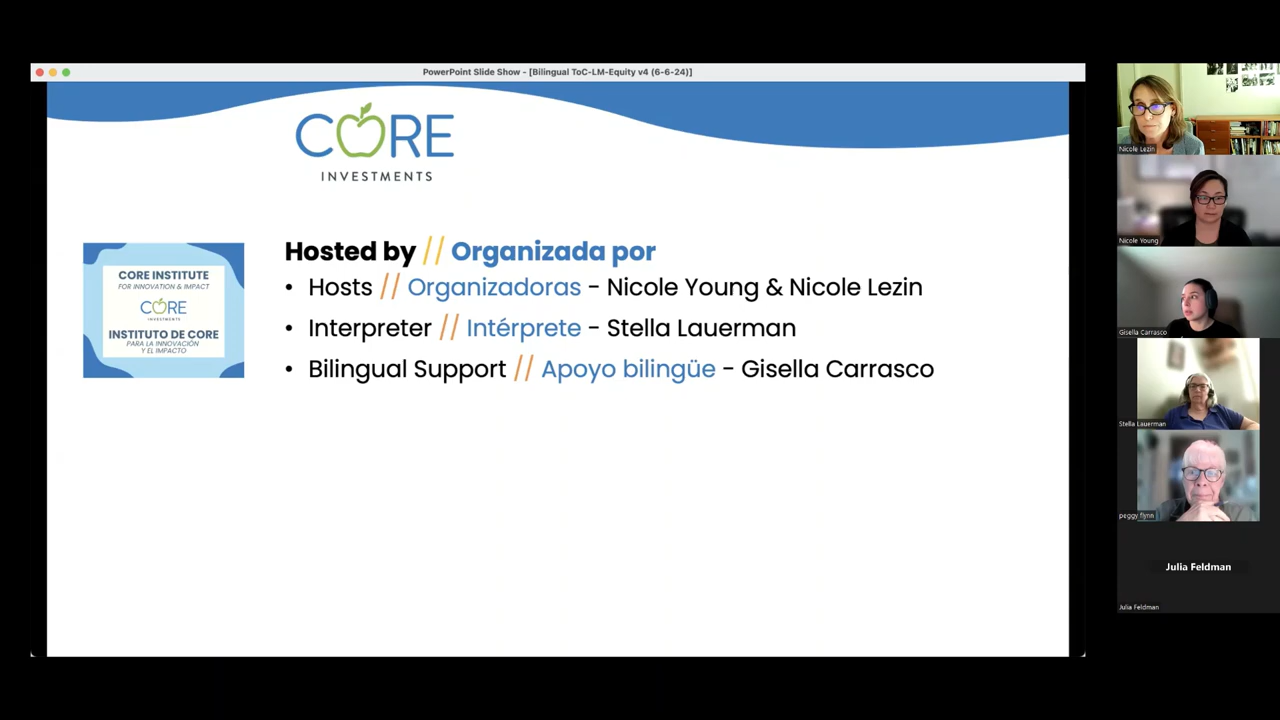 PowerPoint Slide Show - [Bilingual ToC-LM-Equity v4 (6-6-24)]
CORE
INVESTMENTS
CORE INSTITUTE
FOR INNOVATION & IMPACT
CORE
INVESTMENTS
INSTITUTO DE CORE
PARA LA INNOVACIÓN
Y EL IMPACTO
Hosted by // Organizada por
• Hosts // Organizadoras - Nicole Young & Nicole Lezin
• Interpreter // Intérprete - Stella Lauerman
• Bilingual Support // Apoyo bilingüe - Gisella Carrasco
Nicole Lezin
Nicole Young
Gisella Carrasco
Stella Lauerman
peggy flynn
Julia Feldman
Julia Feldman